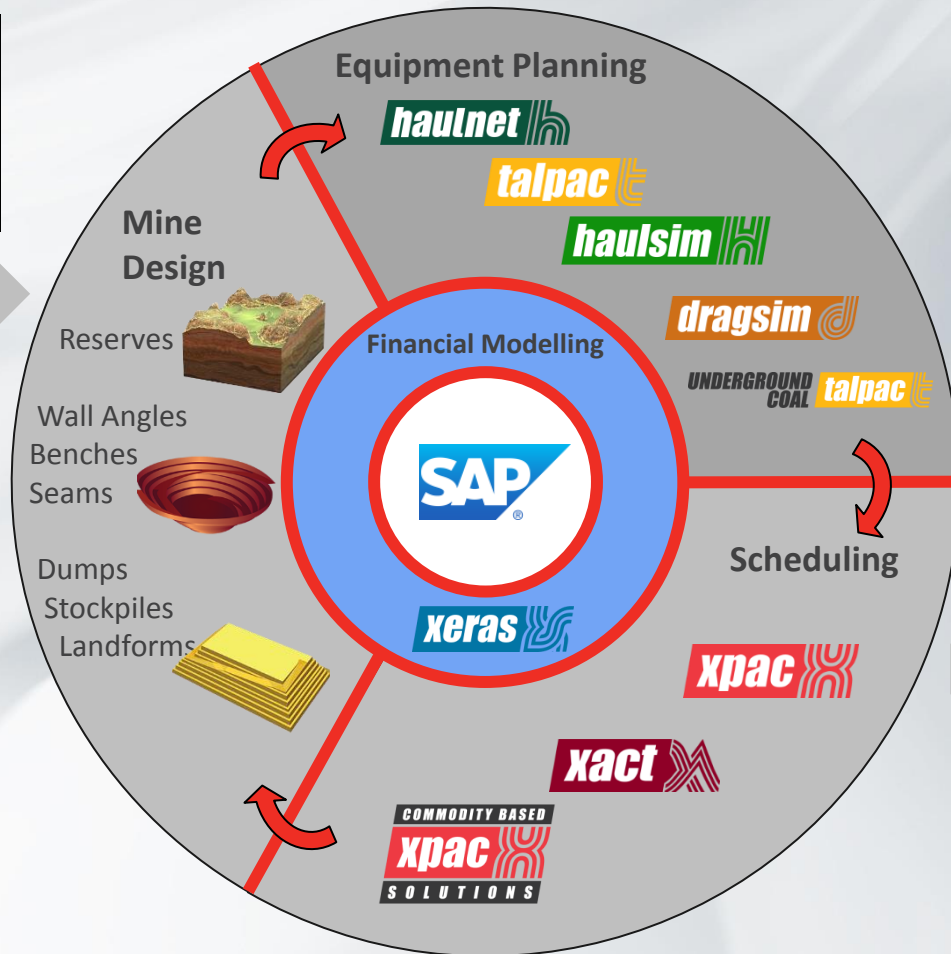 Equipment Planning
haulnet
talpac
haulsim
dragsim
UNDERGROUND
COAL
talpac
Mine
Design
Reserves
Wall Angles
Benches
Seams
Dumps
Stockpiles
Landforms
Financial Modelling
SAP
®
xeras
Scheduling
xpac
xact
COMMODITY BASED
xpac
SOLUTIONS